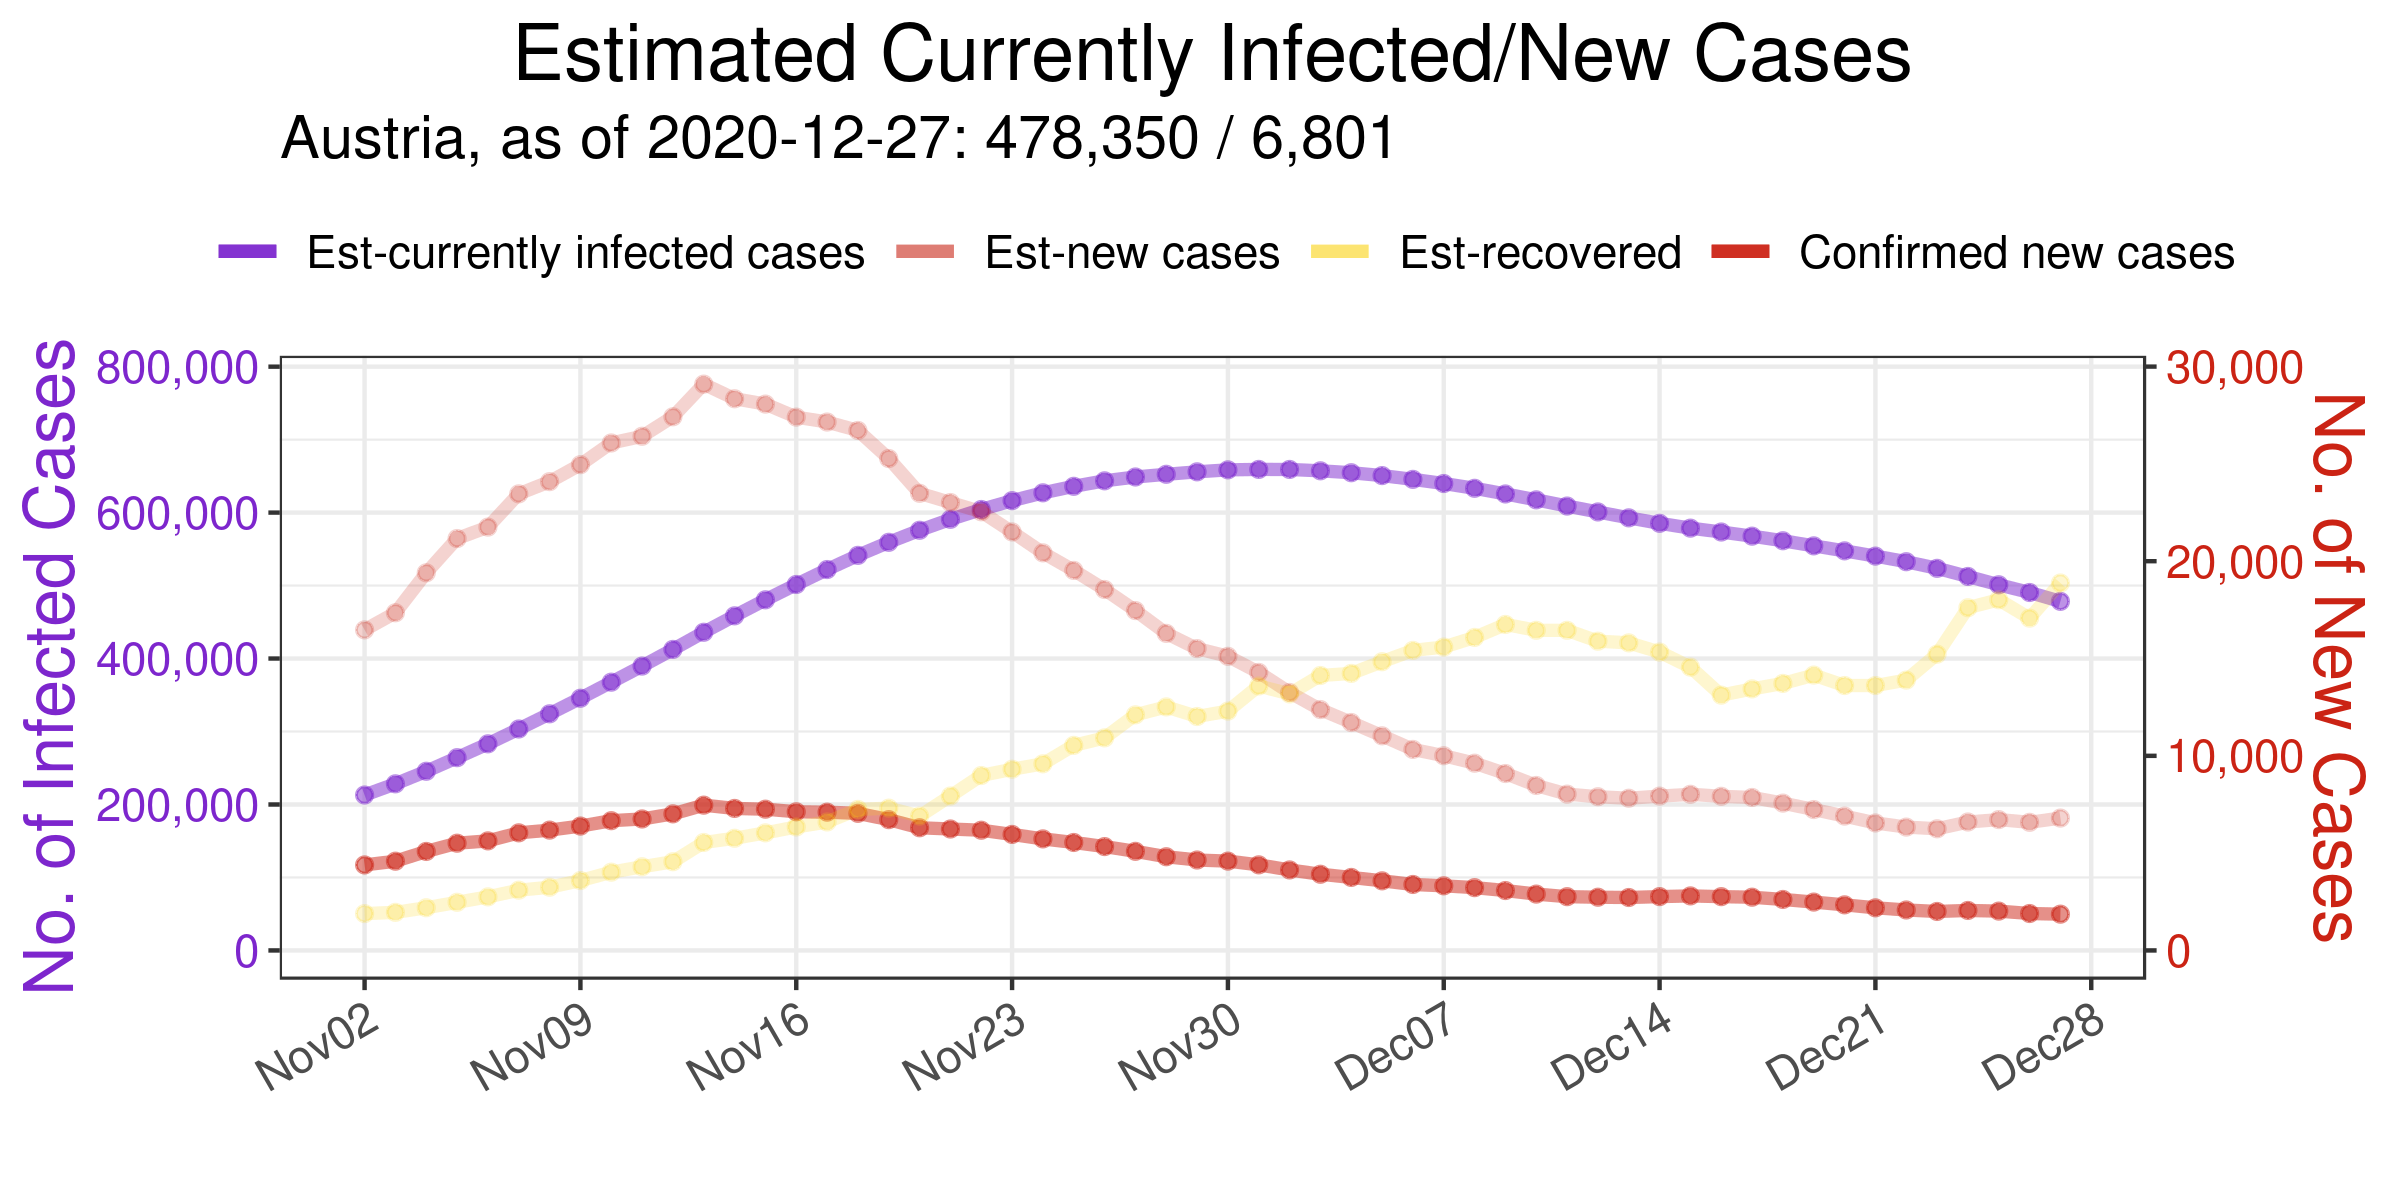 Estimated Currently Infected/New Cases
Austria, as of 2020-12-27: 478,350 / 6,801
Est-currently infected cases Est-new cases Est-recovered Confirmed new cases
No. of Infected Cases
800,000
600,000
400,000
200,000
0
30,000
20,000
10,000
0
No. of New Cases
Nov02 Nov09 Nov16 Nov23 Nov30 Dec07 Dec14 Dec21 Dec28